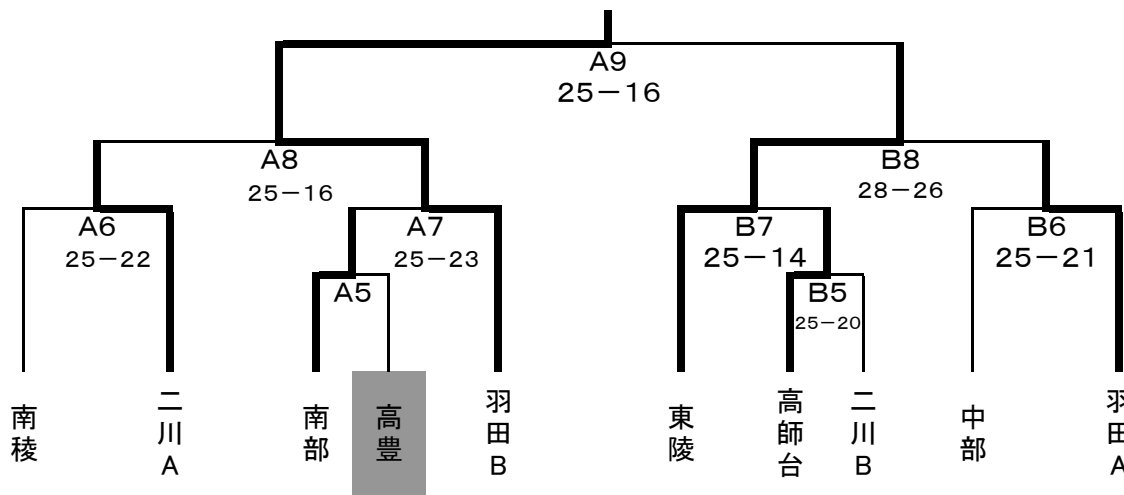 A9
25－16
A8
25－16
B8
28－26
A6
25－22
A7
25－23
B7
25－14
B6
25－21
A5
B5
25－20
南稜
二川A
南部
高豊
羽田B
東陵
高師台
二川B
中部
羽田A